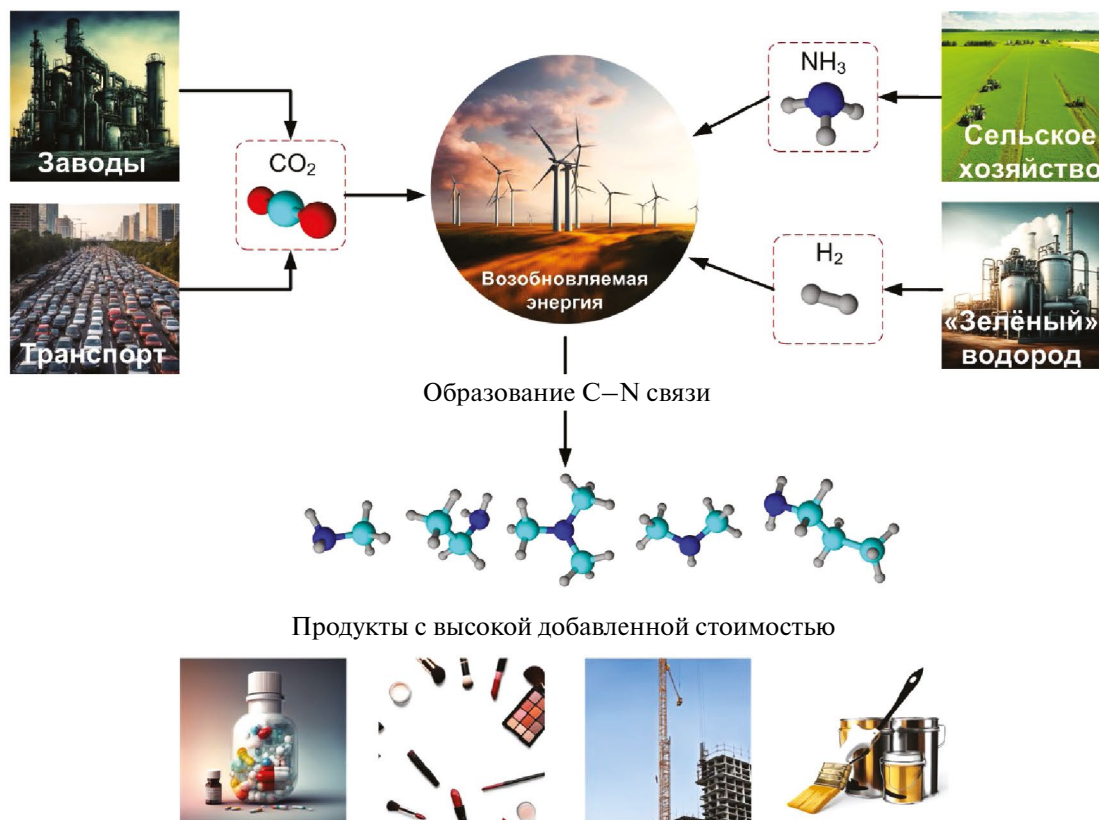 Заводы
CO₂
Транспорт
Возобновляемая
энергия
NH₃
Сельское
хозяйство
H₂
«Зелёный»
водород
Образование C–N связи
Продукты с высокой добавленной стоимостью